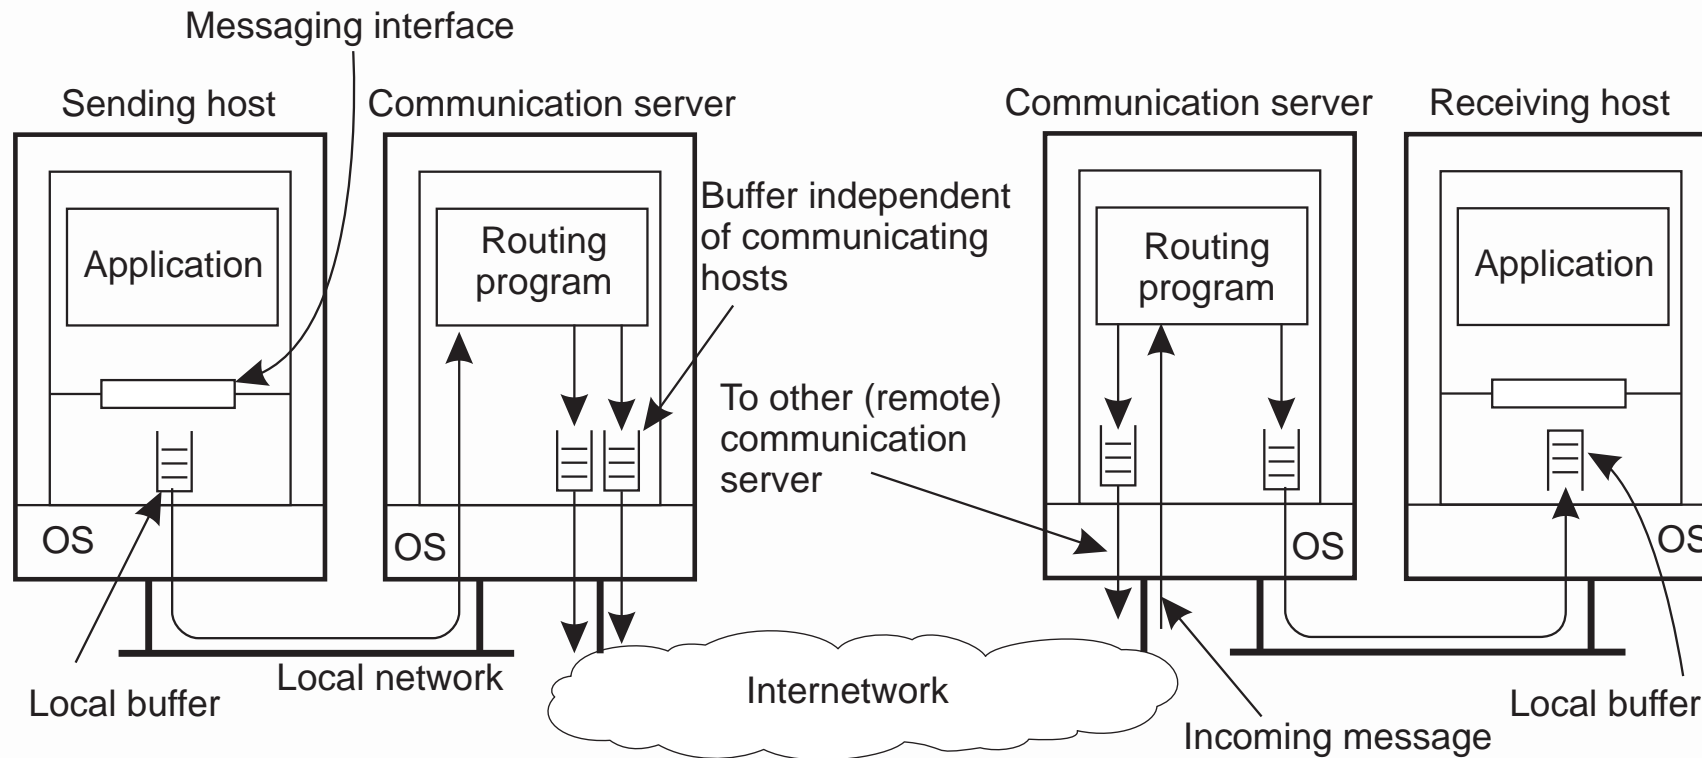 Messaging interface
Sending host
Communication server
Communication server
Receiving host
Application
Routing
program
Buffer independent
of communicating
hosts
Routing
program
Application
To other (remote)
communication
server
OS
OS
OS
OS
Local buffer
Local network
Internetwork
Incoming message
Local buffer